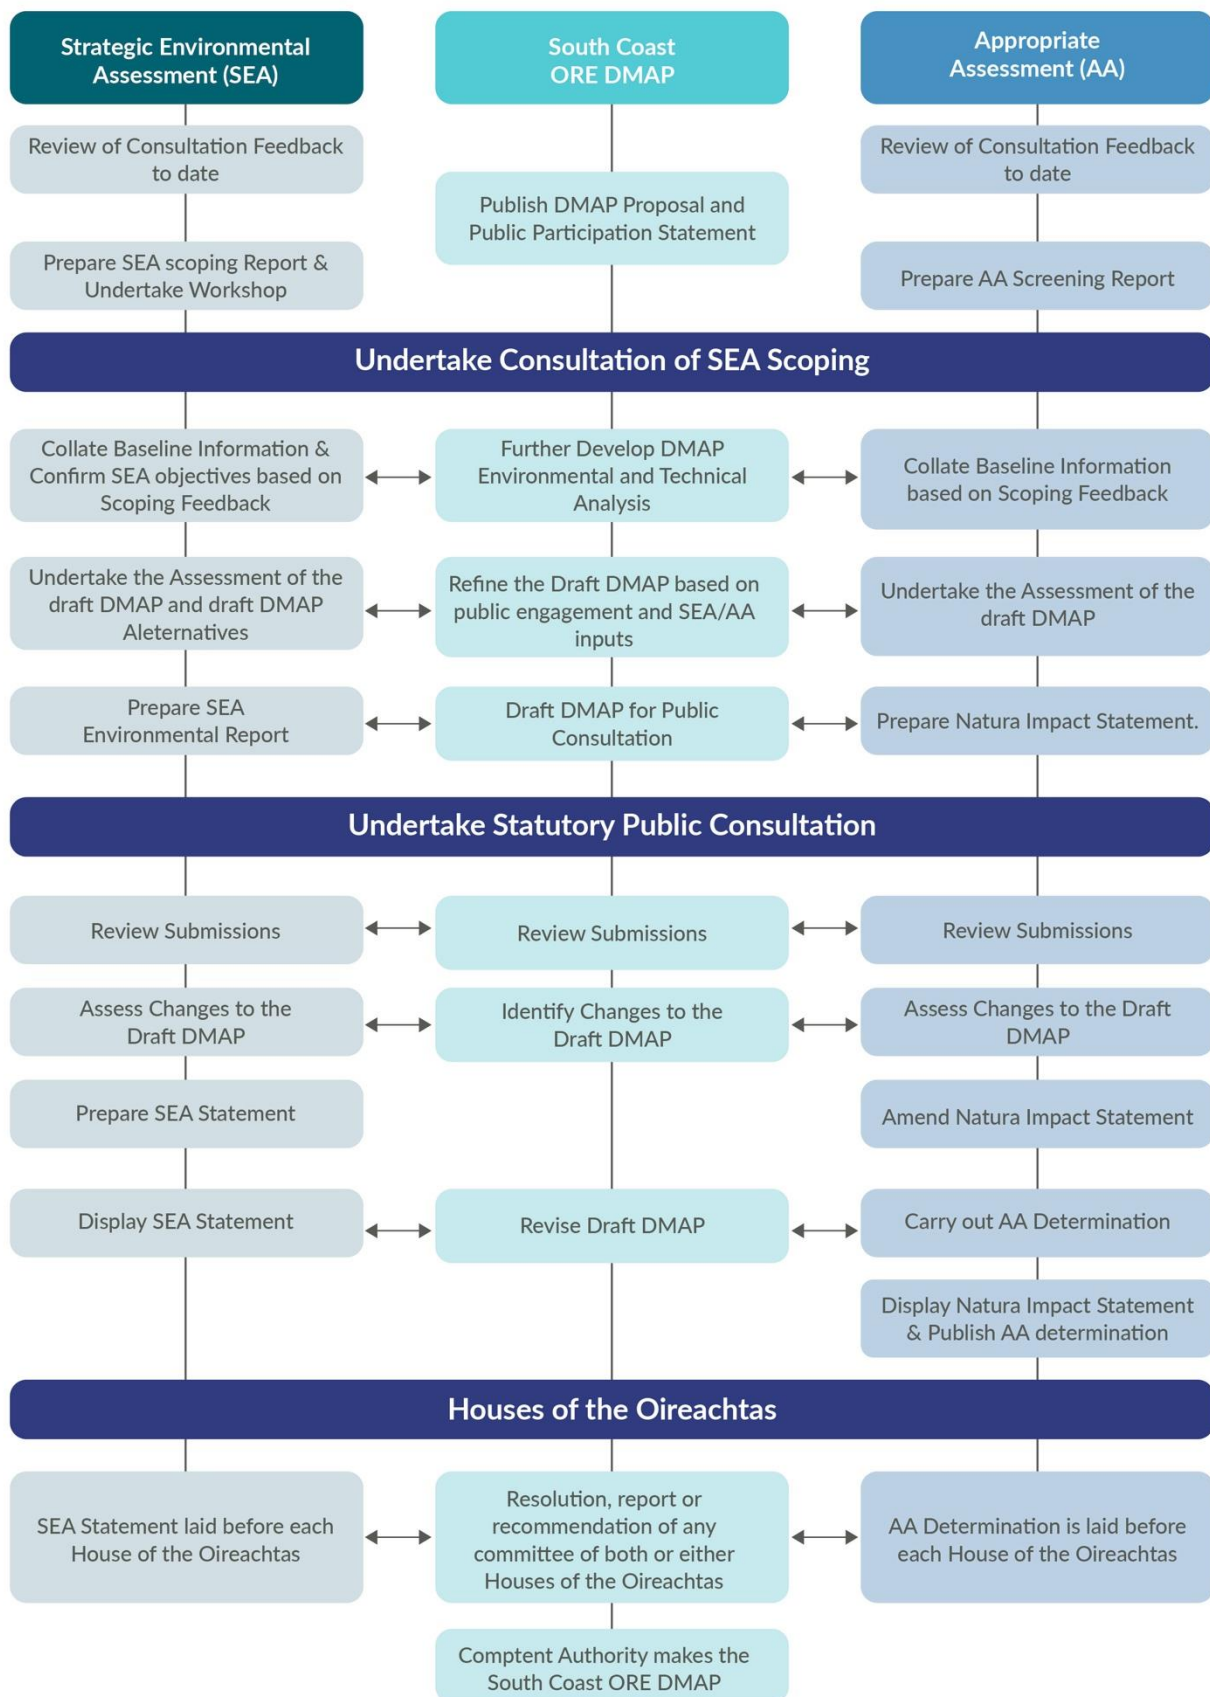 Strategic Environmental
Assessment (SEA)
South Coast
ORE DMAP
Appropriate
Assessment (AA)
Review of Consultation Feedback
to date
Publish DMAP Proposal and
Public Participation Statement
Review of Consultation Feedback
to date
Prepare SEA scoping Report &
Undertake Workshop
Prepare AA Screening Report
Undertake Consultation of SEA Scoping
Collate Baseline Information &
Confirm SEA objectives based on
Scoping Feedback
Further Develop DMAP
Environmental and Technical
Analysis
Collate Baseline Information
based on Scoping Feedback
Undertake the Assessment of the
draft DMAP and draft DMAP
Aleternatives
Refine the Draft DMAP based on
public engagement and SEA/AA
inputs
Undertake the Assessment of the
draft DMAP
Prepare SEA
Environmental Report
Draft DMAP for Public
Consultation
Prepare Natura Impact Statement.
Undertake Statutory Public Consultation
Review Submissions
Review Submissions
Review Submissions
Assess Changes to the
Draft DMAP
Identify Changes to the
Draft DMAP
Assess Changes to the Draft
DMAP
Prepare SEA Statement
Amend Natura Impact Statement
Display SEA Statement
Revise Draft DMAP
Carry out AA Determination
Display Natura Impact Statement
& Publish AA determination
Houses of the Oireachtas
SEA Statement laid before each
House of the Oireachtas
Resolution, report or
recommendation of any
committee of both or either
Houses of the Oireachtas
AA Determination is laid before
each House of the Oireachtas
Comptent Authority makes the
South Coast ORE DMAP